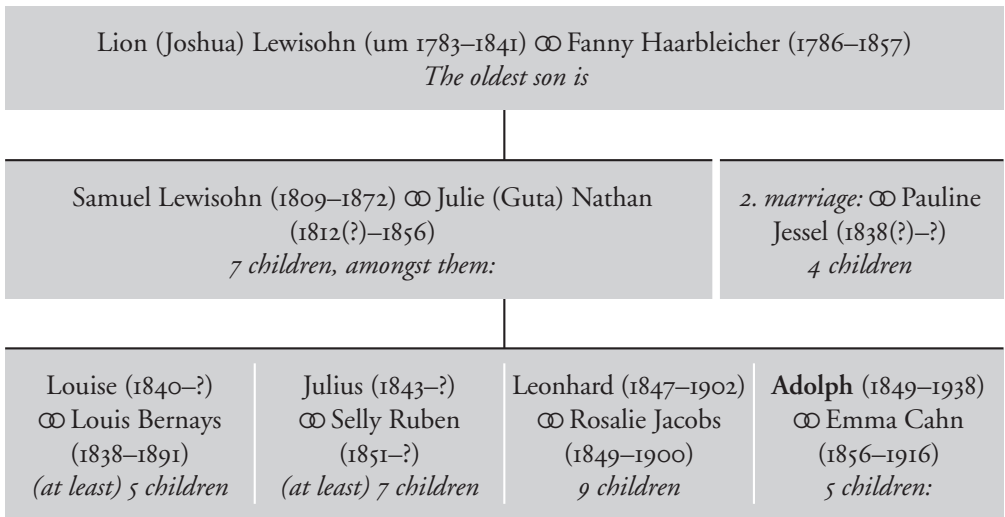 Lion (Joshua) Lewisohn (um 1783–1841) ⚭ Fanny Haarbleicher (1786–1857)
The oldest son is
Samuel Lewisohn (1809–1872) ⚭ Julie (Guta) Nathan
(1812(?)–1856)
7 children, amongst them:
2. marriage: ⚭ Pauline
Jessel (1838(?)–?)
4 children
Louise (1840–?)
⚭ Louis Bernays
(1838–1891)
(at least) 5 children
Julius (1843–?)
⚭ Selly Ruben
(1851–?)
(at least) 7 children
Leonhard (1847–1902)
⚭ Rosalie Jacobs
(1849–1900)
9 children
Adolph (1849–1938)
⚭ Emma Cahn
(1856–1916)
5 children: